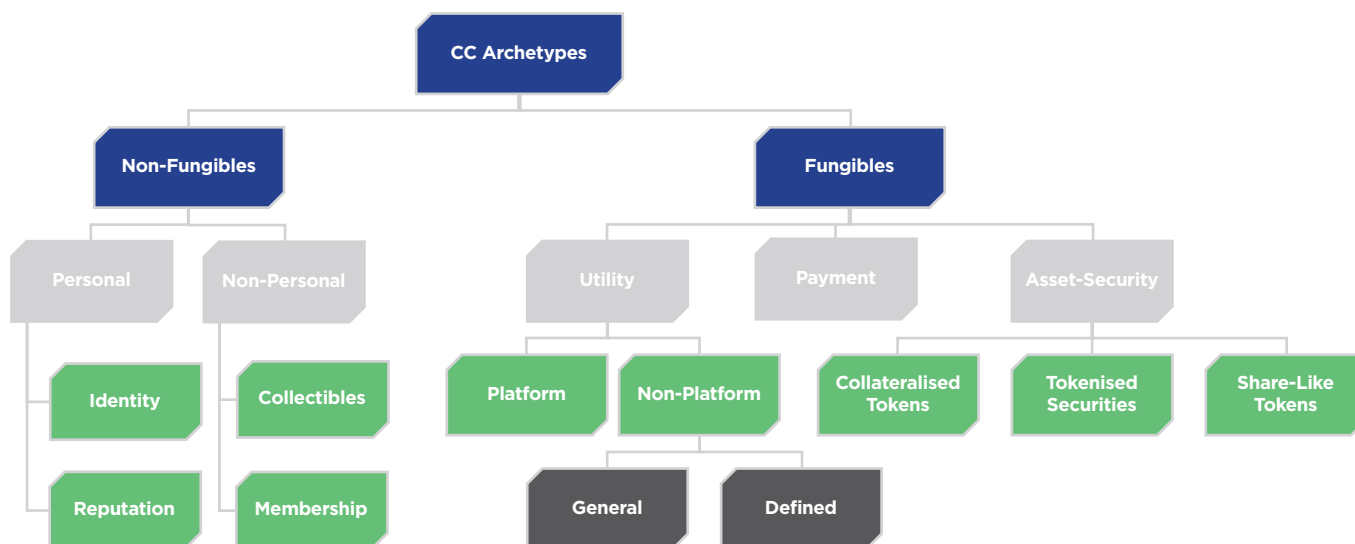 CC Archetypes
Non-Fungibles
Fungibles
Personal
Non-Personal
Utility
Payment
Asset-Security
Identity
Collectibles
Platform
Non-Platform
Collateralised
Tokens
Tokenised
Securities
Share-Like
Tokens
Reputation
Membership
General
Defined